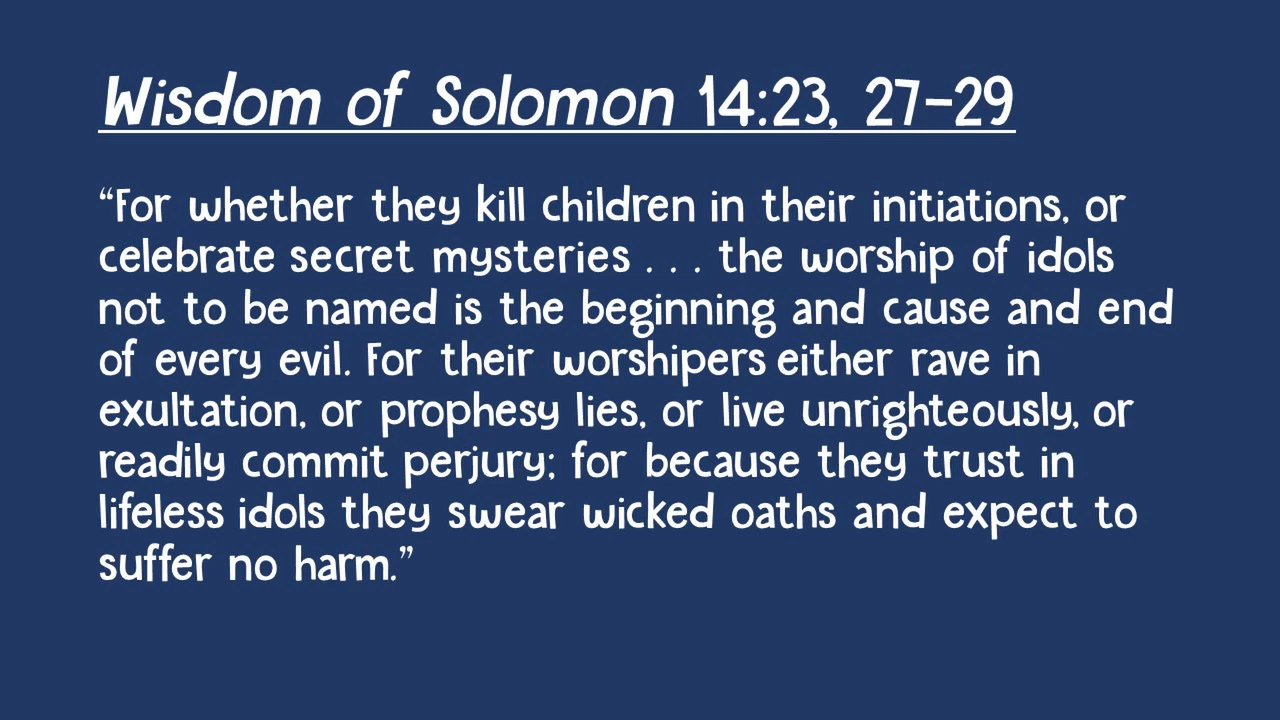 Wisdom of Solomon 14:23, 27–29
“For whether they kill children in their initiations, or
celebrate secret mysteries . . . the worship of idols
not to be named is the beginning and cause and end
of every evil. For their worshipers either rave in
exultation, or prophesy lies, or live unrighteously, or
readily commit perjury; for because they trust in
lifeless idols they swear wicked oaths and expect to
suffer no harm.”